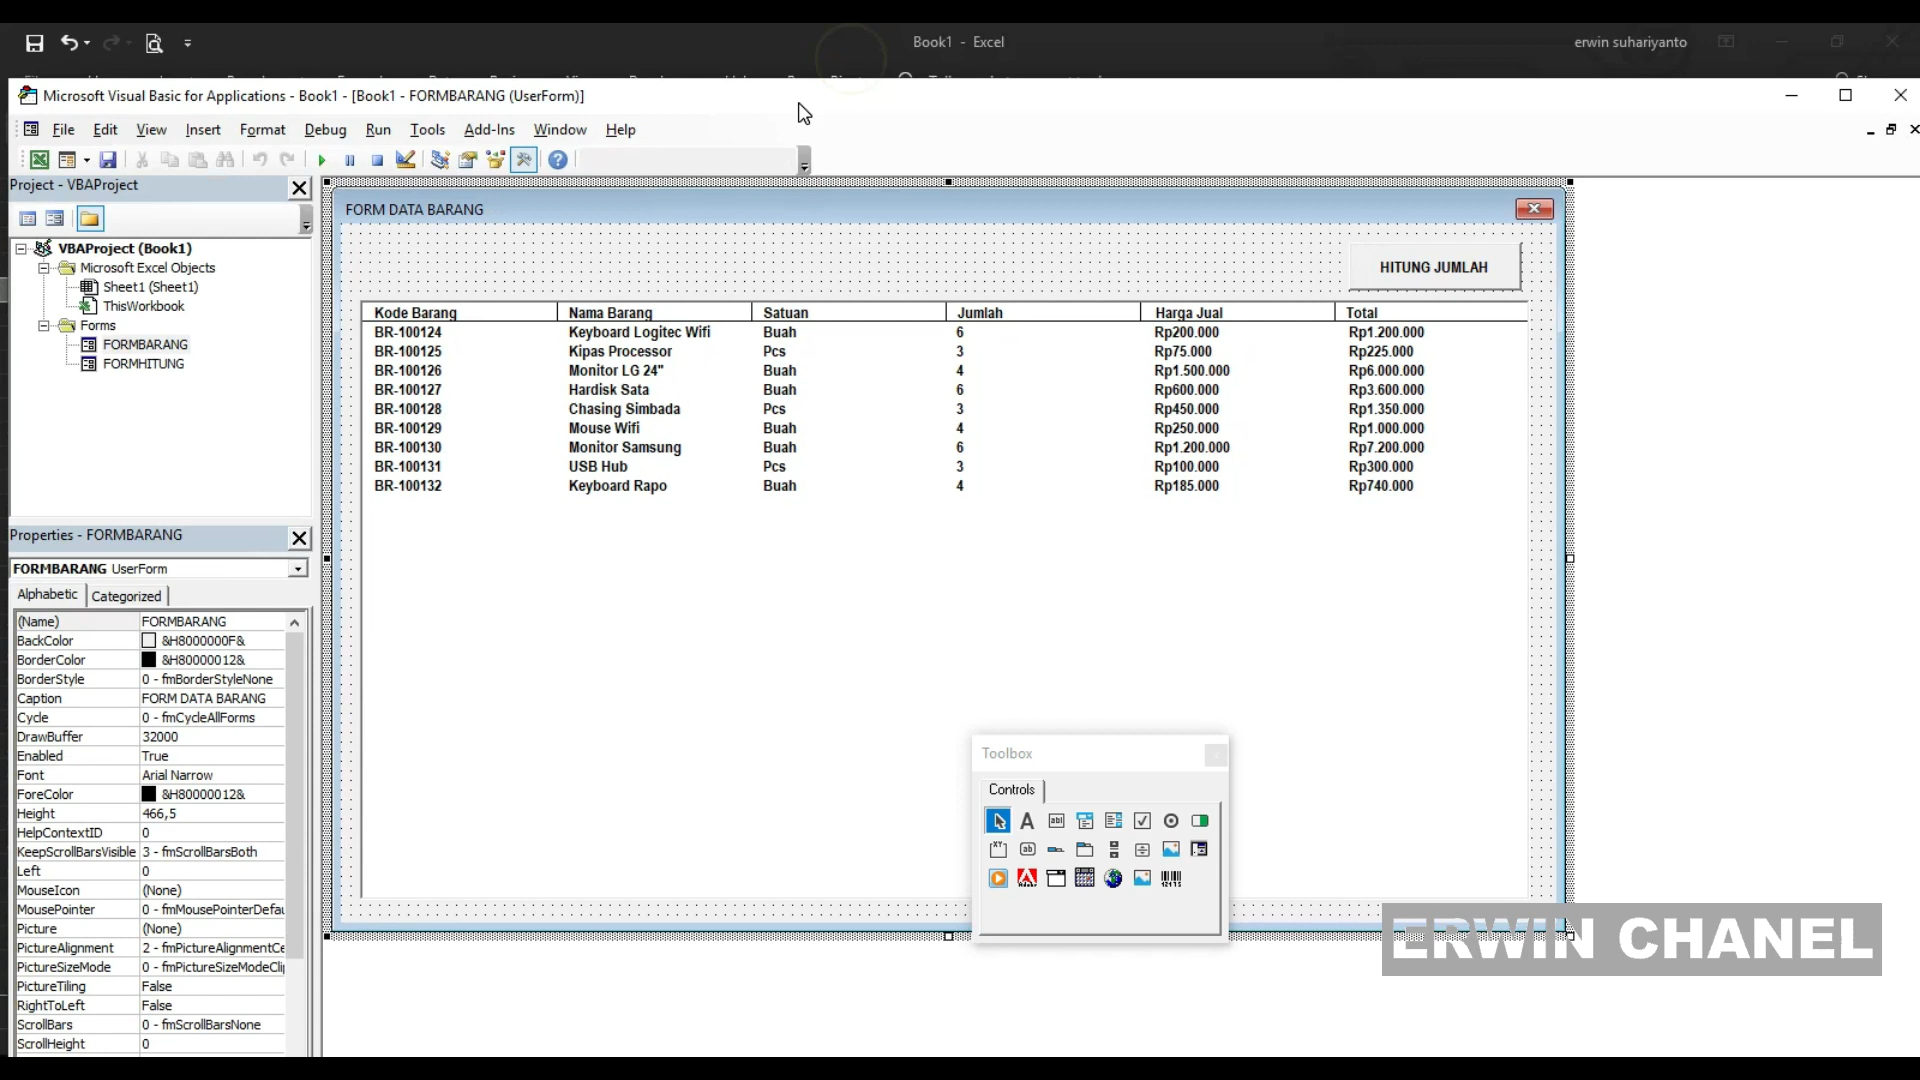 Book1 - Excel
erwin suhariyanto
Microsoft Visual Basic for Applications - Book1 - [Book1 - FORMBARANG (UserForm)]
File Edit View Insert Format Debug Run Tools Add-Ins Window Help
Project - VBAProject
VBAProject (Book1)
Microsoft Excel Objects
Sheet1 (Sheet1)
ThisWorkbook
Forms
FORMBARANG
FORMHITUNG
Properties - FORMBARANG
FORMBARANG UserForm
Alphabetic Categorized
(Name) FORMBARANG
BackColor &H8000000F&
BorderColor &H80000012&
BorderStyle 0 - fmBorderStyleNone
Caption FORM DATA BARANG
Cycle 0 - fmCycleAllForms
DrawBuffer 32000
Enabled True
Font Arial Narrow
ForeColor &H80000012&
Height 466,5
HelpContextID 0
KeepScrollBarsVisible 3 - fmScrollBarsBoth
Left 0
MouseIcon (None)
MousePointer 0 - fmMousePointerDefau
Picture (None)
PictureAlignment 2 - fmPictureAlignmentCe
PictureSizeMode 0 - fmPictureSizeModeCli
PictureTiling False
RightToLeft False
ScrollBars 0 - fmScrollBarsNone
ScrollHeight 0
FORM DATA BARANG
HITUNG JUMLAH
Kode Barang Nama Barang Satuan Jumlah Harga Jual Total
BR-100124 Keyboard Logitec Wifi Buah 6 Rp200.000 Rp1.200.000
BR-100125 Kipas Processor Pcs 3 Rp75.000 Rp225.000
BR-100126 Monitor LG 24" Buah 4 Rp1.500.000 Rp6.000.000
BR-100127 Hardisk Sata Buah 6 Rp600.000 Rp3.600.000
BR-100128 Chasing Simbada Pcs 3 Rp450.000 Rp1.350.000
BR-100129 Mouse Wifi Buah 4 Rp250.000 Rp1.000.000
BR-100130 Monitor Samsung Buah 6 Rp1.200.000 Rp7.200.000
BR-100131 USB Hub Pcs 3 Rp100.000 Rp300.000
BR-100132 Keyboard Rapo Buah 4 Rp185.000 Rp740.000
Toolbox
Controls
ERWIN CHANEL